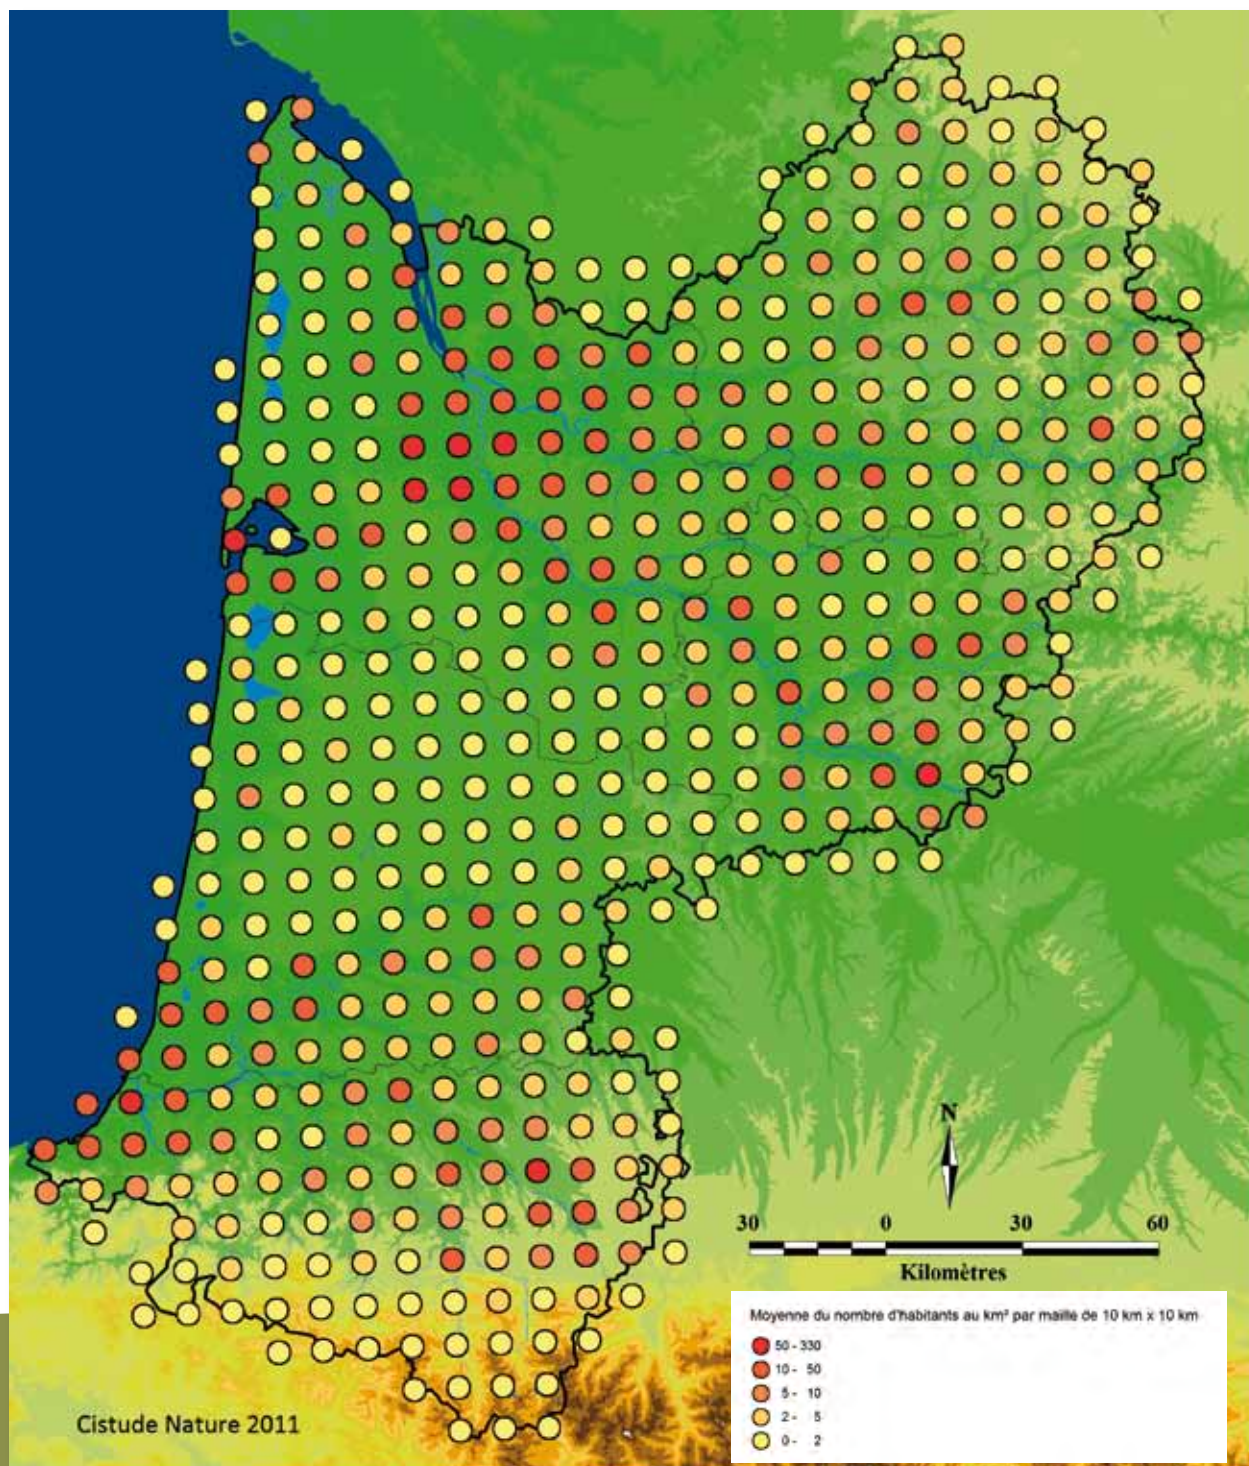 N
30 0 30 60
Kilomètres
Moyenne du nombre d'habitants au km² par maille de 10 km x 10 km
50 - 330
10 - 50
5 - 10
2 - 5
0 - 2
Cistude Nature 2011